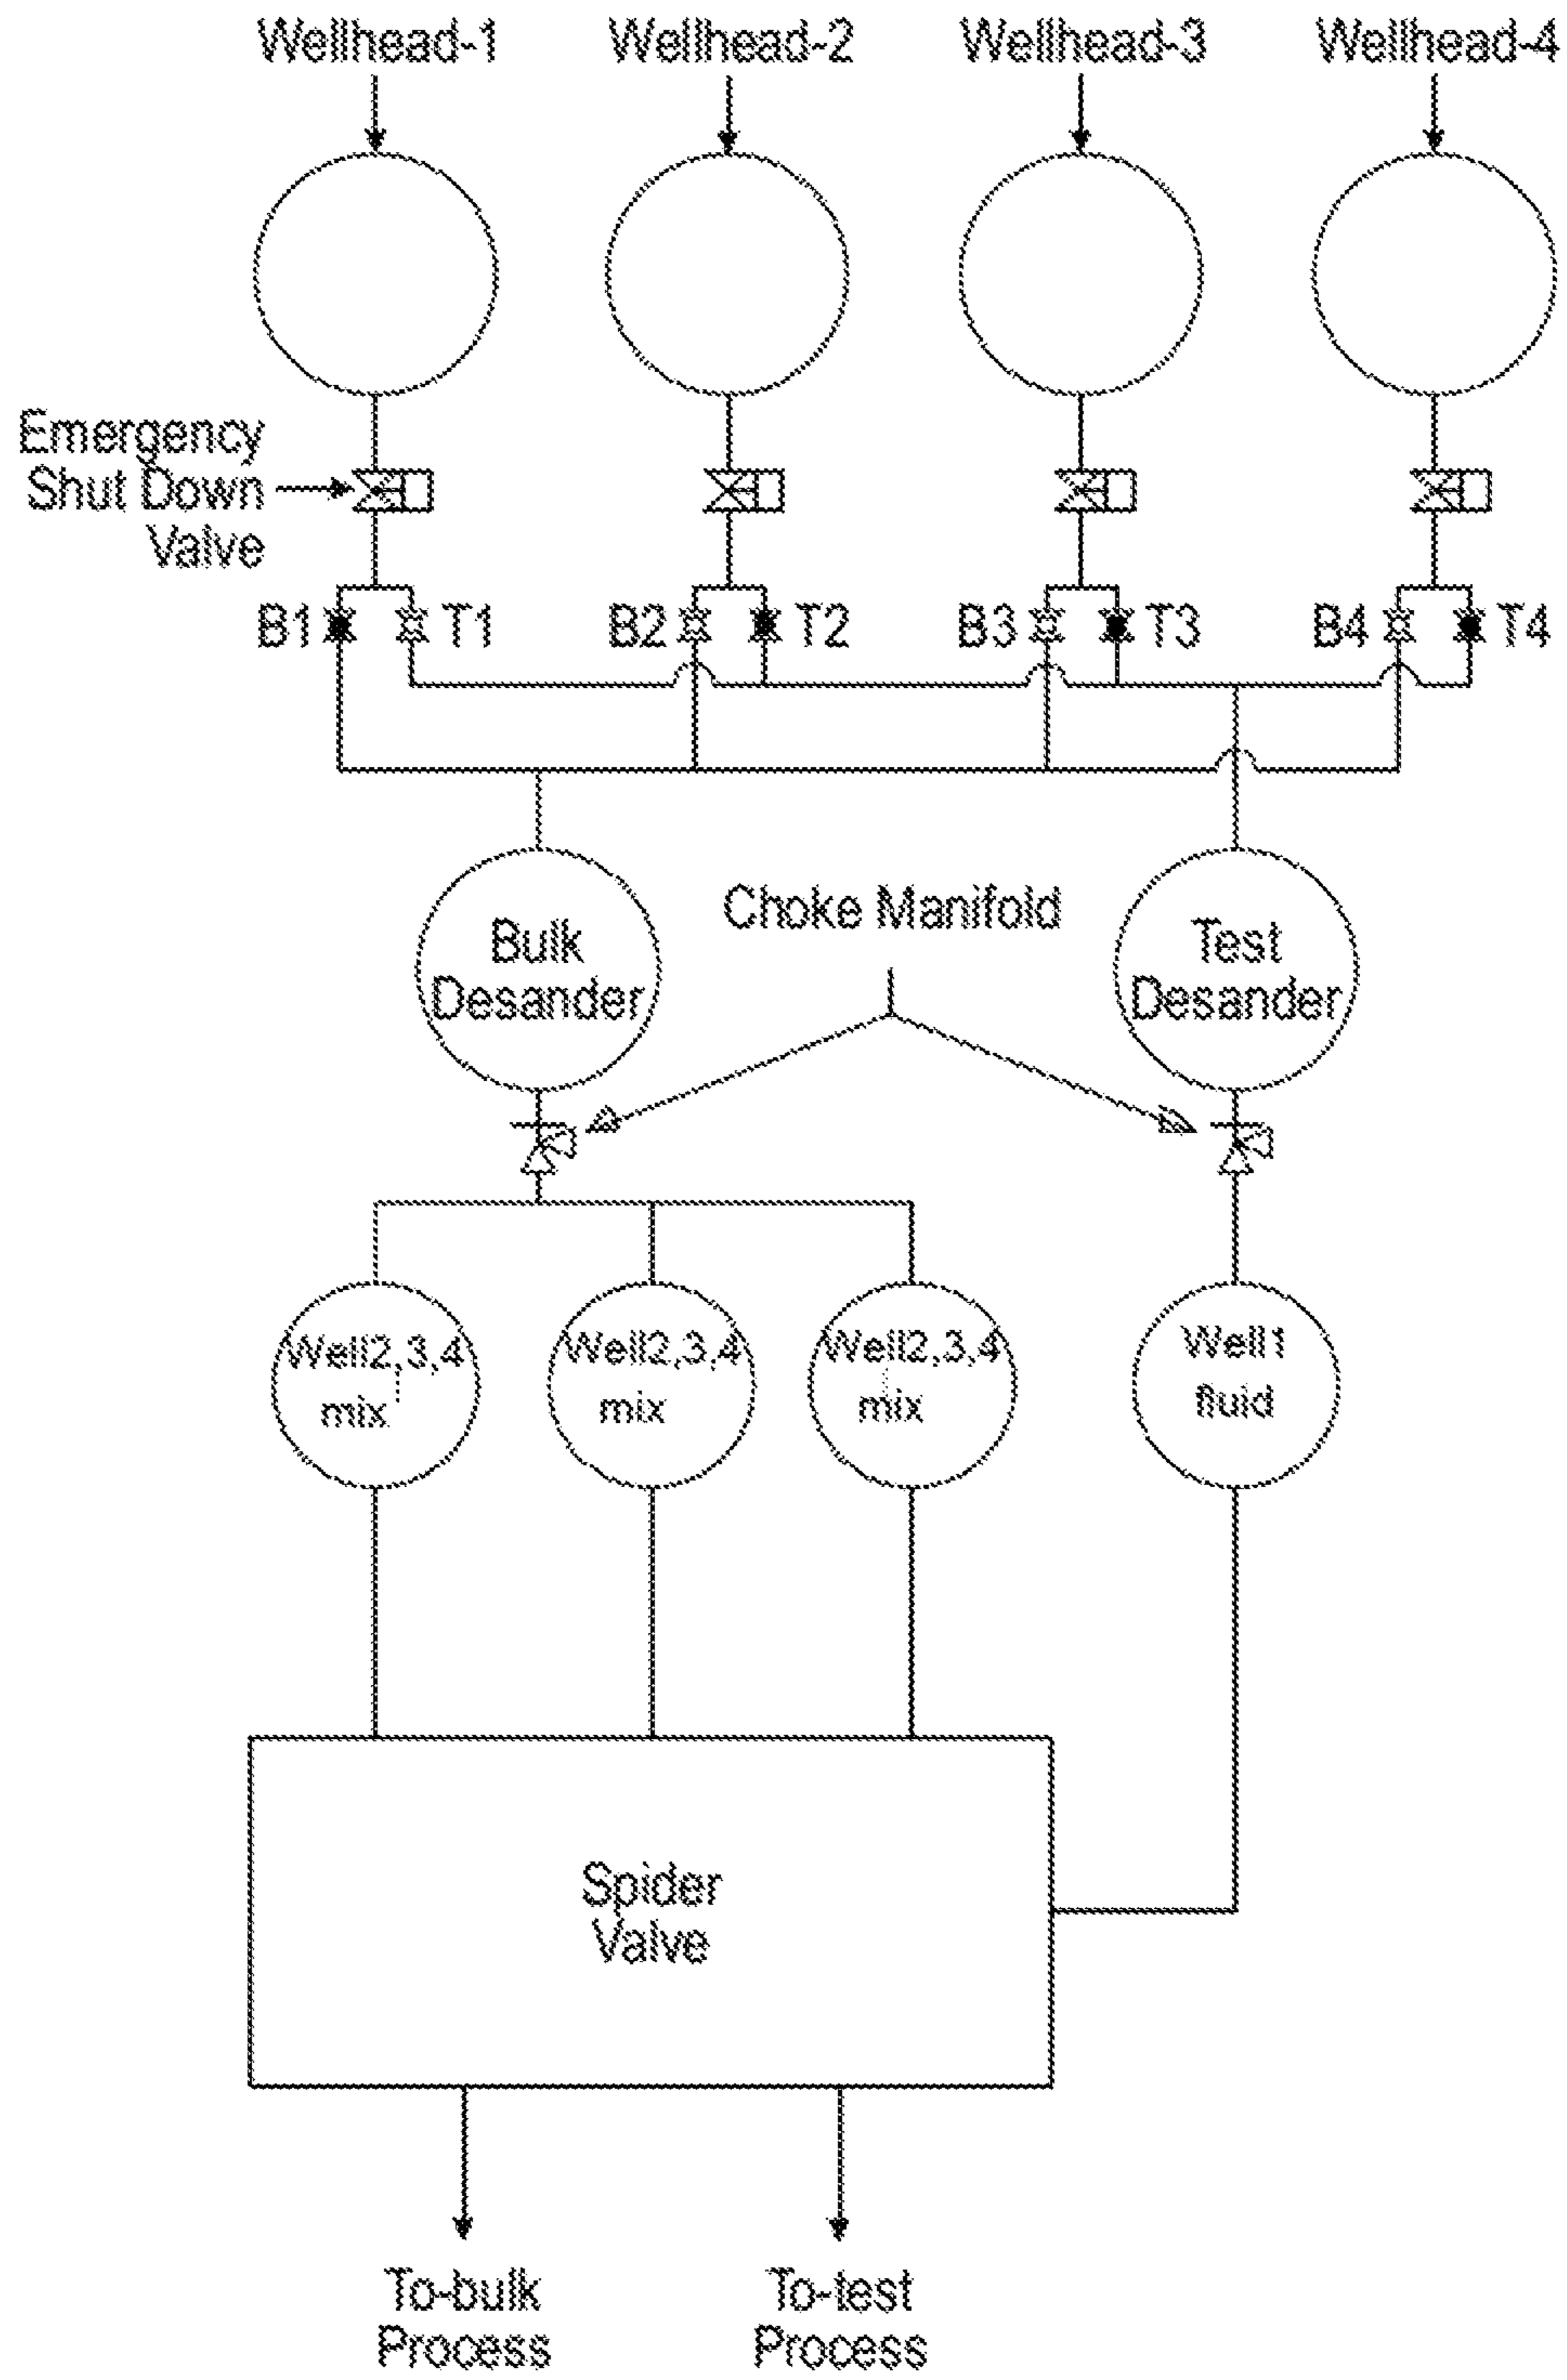 Wellhead-1
Wellhead-2
Wellhead-3
Wellhead-4
Emergency
Shut Down
Valve
B1
T1
B2
T2
B3
T3
B4
T4
Bulk
Desander
Choke Manifold
Test
Desander
Well2,3,4
mix
Well2,3,4
mix
Well2,3,4
mix
Well1
fluid
Spider
Valve
To-bulk
Process
To-test
Process